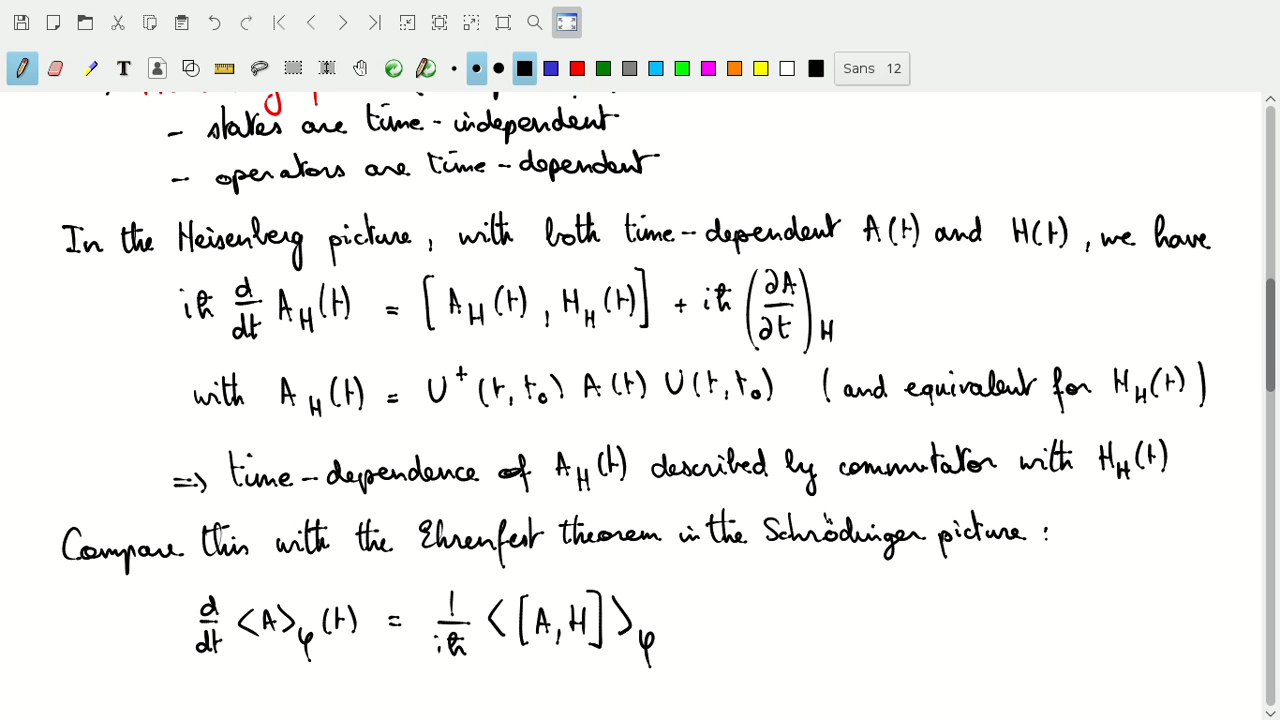 Sans 12
- states are time-independent
- operators are time-dependent
In the Heisenberg picture, with both time-dependent A(t) and H(t), we have
iħ d/dt A_H(t) = [A_H(t), H_H(t)] + iħ (∂A/∂t)_H
with A_H(t) = U⁺(t,t₀) A(t) U(t,t₀) (and equivalent for H_H(t))
=> time-dependence of A_H(t) described by commutator with H_H(t)
Compare this with the Ehrenfest theorem in the Schrödinger picture:
d/dt <A>_φ(t) = 1/iħ <[A,H]>_φ